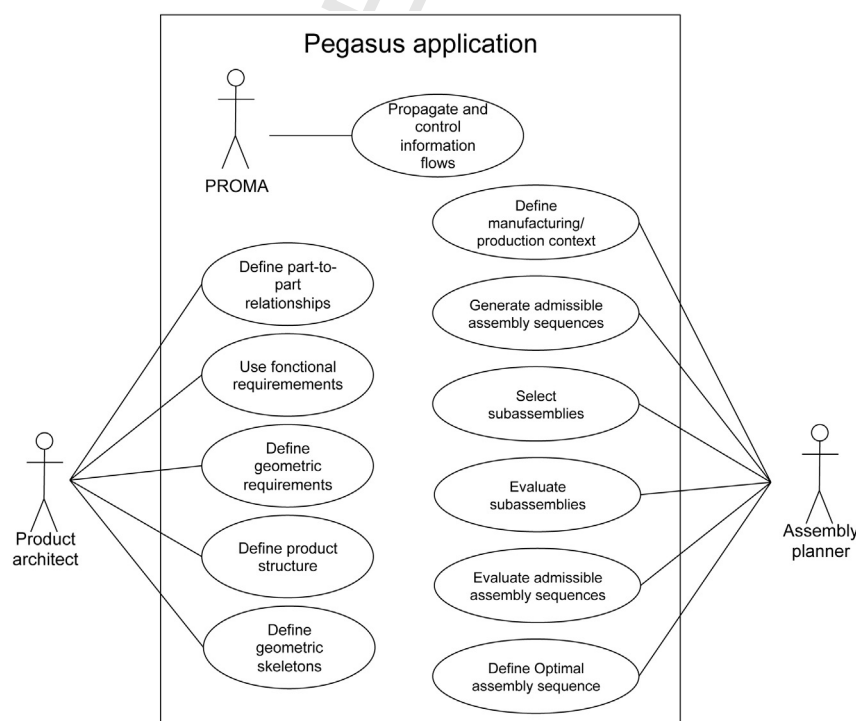 Pegasus application
PROMA
Propagate and
control
information
flows
Define
manufacturing/
production context
Define part-to-
part
relationships
Generate admissible
assembly sequences
Use fonctional
requiremements
Select
subassemblies
Define
geometric
requirements
Evaluate
subassemblies
Product
architect
Assembly
planner
Define product
structure
Evaluate admissible
assembly sequences
Define
geometric
skeletons
Define Optimal
assembly sequence